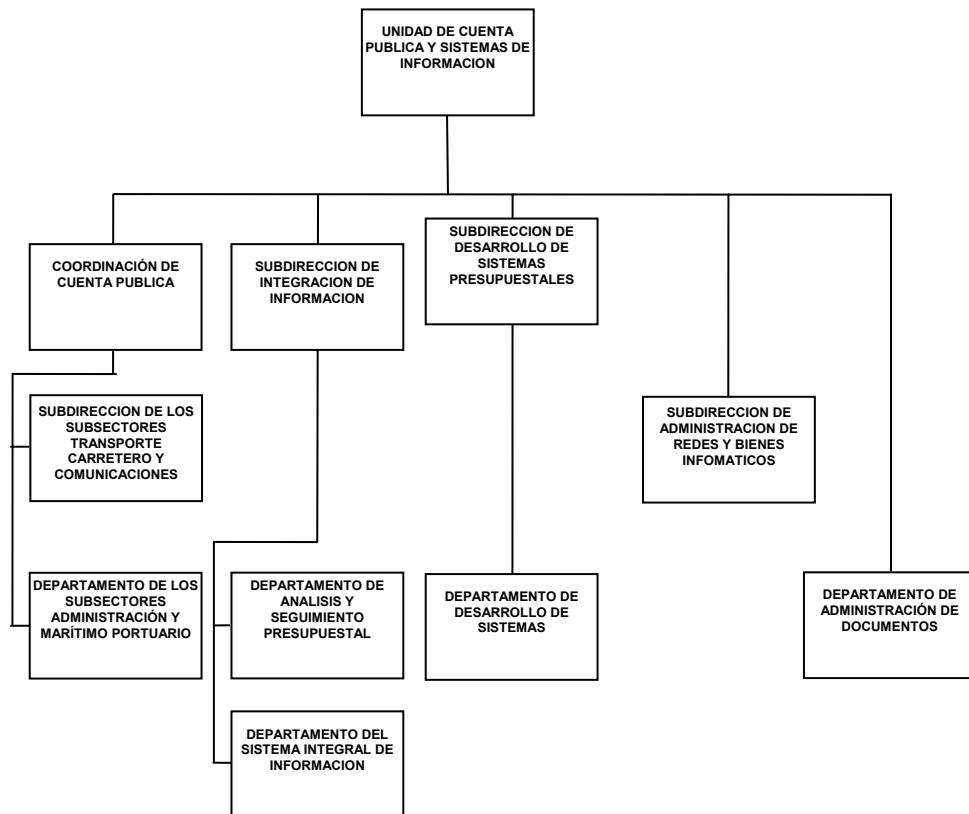 UNIDAD DE CUENTA
PUBLICA Y SISTEMAS DE
INFORMACION
COORDINACIÓN DE
CUENTA PUBLICA
SUBDIRECCION DE
INTEGRACION DE
INFORMACION
SUBDIRECCION DE
DESARROLLO DE
SISTEMAS
PRESUPUESTALES
SUBDIRECCION DE LOS
SUBSECTORES
TRANSPORTE
CARRETERO Y
COMUNICACIONES
SUBDIRECCION DE
ADMINISTRACION DE
REDES Y BIENES
INFOMATICOS
DEPARTAMENTO DE LOS
SUBSECTORES
ADMINISTRACIÓN Y
MARÍTIMO PORTUARIO
DEPARTAMENTO DE
ANALISIS Y
SEGUIMIENTO
PRESUPUESTAL
DEPARTAMENTO DE
DESARROLLO DE
SISTEMAS
DEPARTAMENTO DE
ADMINISTRACIÓN DE
DOCUMENTOS
DEPARTAMENTO DEL
SISTEMA INTEGRAL DE
INFORMACION